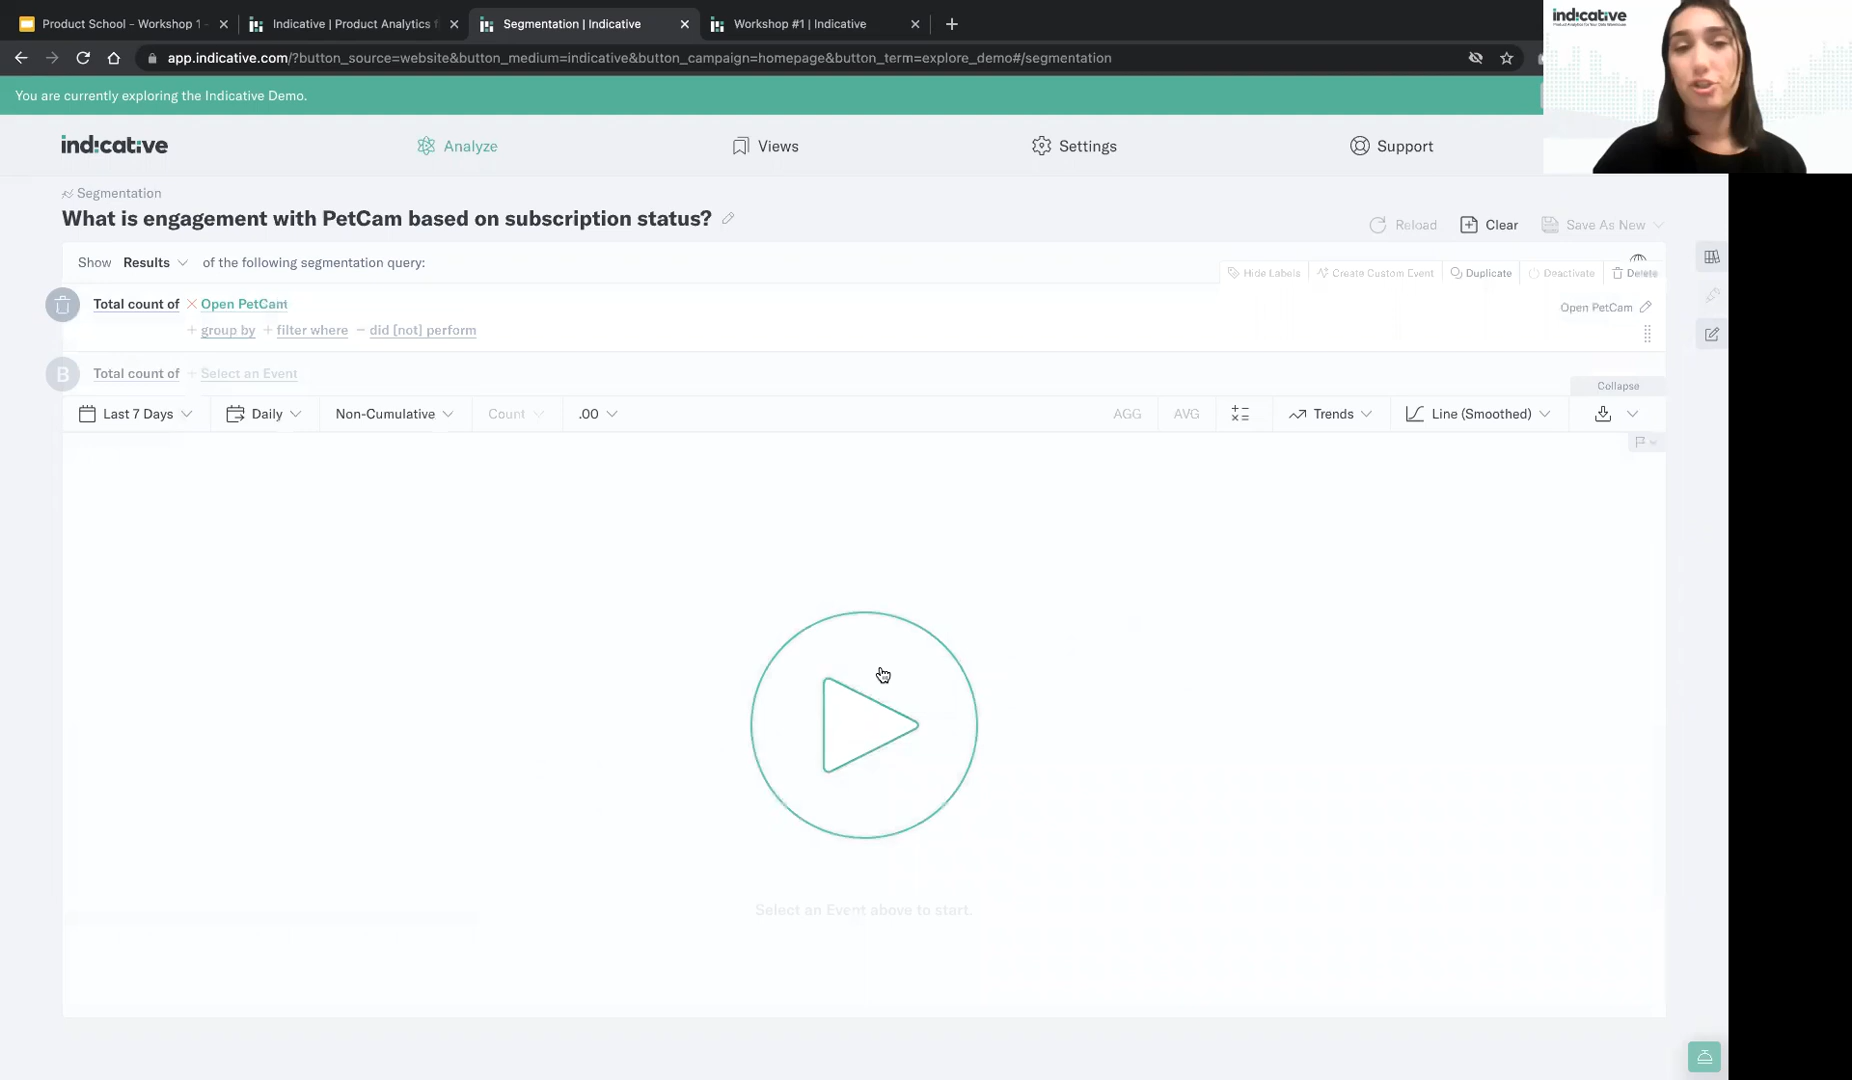 Product School - Workshop 1 -
Indicative | Product Analytics f
Segmentation | Indicative
Workshop #1 | Indicative
app.indicative.com/?button_source=website&button_medium=indicative&button_campaign=homepage&button_term=explore_demo#/segmentation
indicative
You are currently exploring the Indicative Demo.
indicative
Analyze
Views
Settings
Support
Segmentation
What is engagement with PetCam based on subscription status?
Reload
Clear
Save As New
Show Results of the following segmentation query:
Hide Labels
Create Custom Event
Duplicate
Deactivate
Delete
Total count of Open PetCam
Open PetCam
+ group by + filter where − did [not] perform
B Total count of + Select an Event
Collapse
Last 7 Days
Daily
Non-Cumulative
Count
.00
AGG
AVG
Trends
Line (Smoothed)
Select an Event above to start.